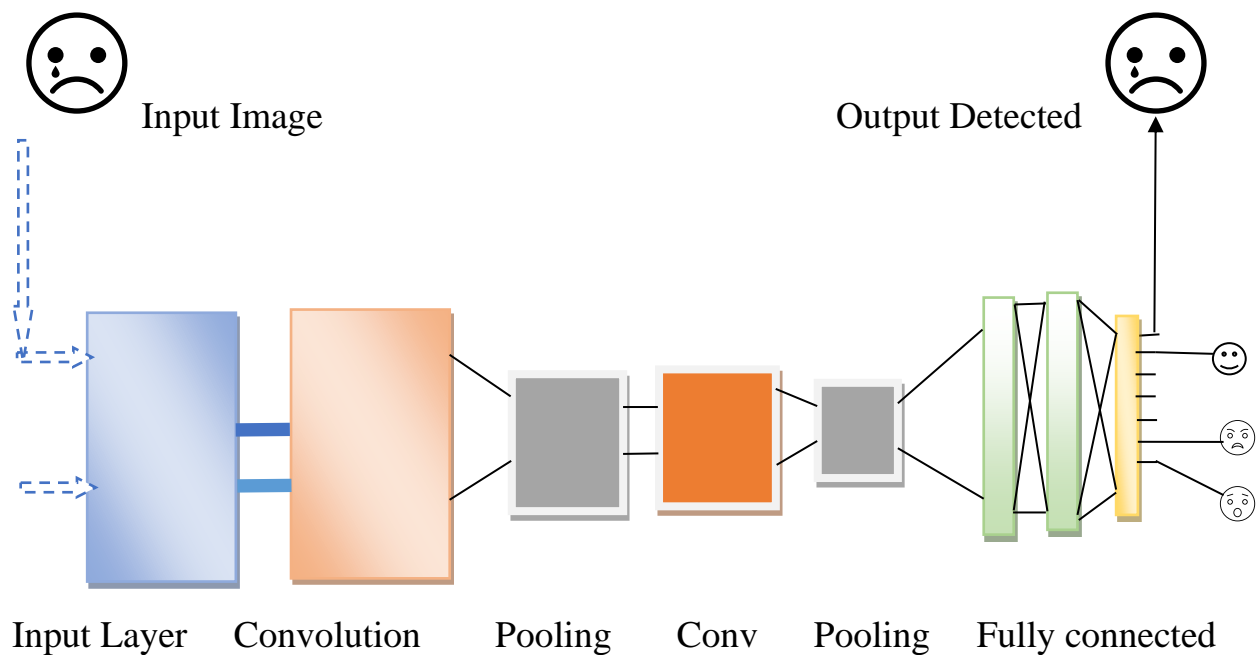 Input Image
Output Detected
Input Layer
Convolution
Pooling
Conv
Pooling
Fully connected